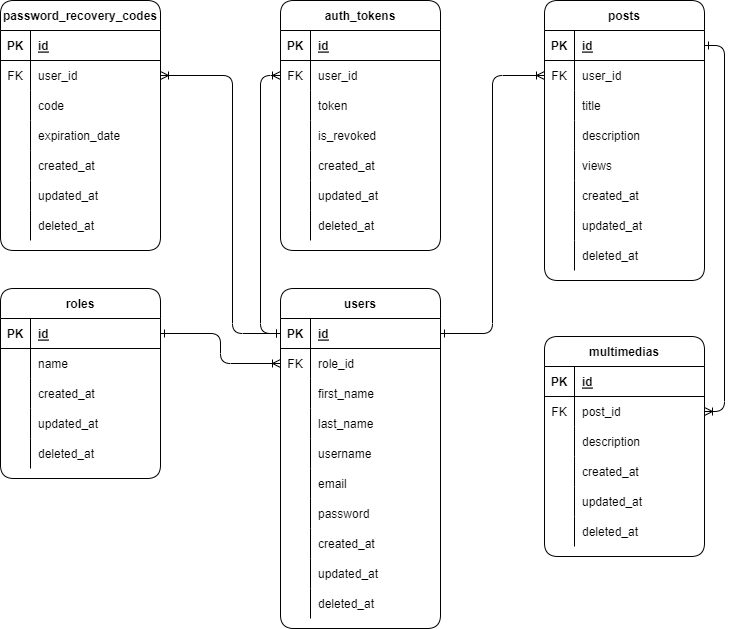 password_recovery_codes
PK id
FK user_id
code
expiration_date
created_at
updated_at
deleted_at
auth_tokens
PK id
FK user_id
token
is_revoked
created_at
updated_at
deleted_at
posts
PK id
FK user_id
title
description
views
created_at
updated_at
deleted_at
roles
PK id
name
created_at
updated_at
deleted_at
users
PK id
FK role_id
first_name
last_name
username
email
password
created_at
updated_at
deleted_at
multimedias
PK id
FK post_id
description
created_at
updated_at
deleted_at